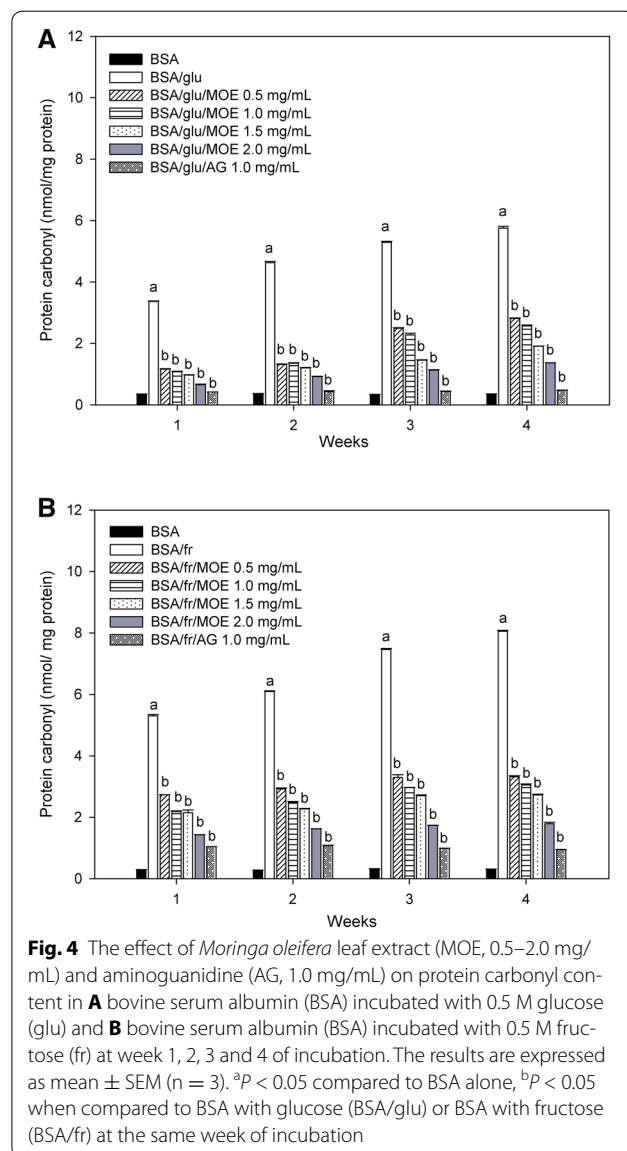 A
BSA
BSA/glu
BSA/glu/MOE 0.5 mg/mL
BSA/glu/MOE 1.0 mg/mL
BSA/glu/MOE 1.5 mg/mL
BSA/glu/MOE 2.0 mg/mL
BSA/glu/AG 1.0 mg/mL
Protein carbonyl (nmol/mg protein)
12
10
8
6
4
2
0
a
b b b b b
a
b b b b b
a
b b b b b
a
b b b b b
1 2 3 4
Weeks
B
BSA
BSA/fr
BSA/fr/MOE 0.5 mg/mL
BSA/fr/MOE 1.0 mg/mL
BSA/fr/MOE 1.5 mg/mL
BSA/fr/MOE 2.0 mg/mL
BSA/fr/AG 1.0 mg/mL
Protein carbonyl (nmol/ mg protein)
12
10
8
6
4
2
0
a
b b b b b
a
b b b b b
a
b b b b b
a
b b b b b
1 2 3 4
Weeks
Fig. 4 The effect of Moringa oleifera leaf extract (MOE, 0.5–2.0 mg/
mL) and aminoguanidine (AG, 1.0 mg/mL) on protein carbonyl con-
tent in A bovine serum albumin (BSA) incubated with 0.5 M glucose
(glu) and B bovine serum albumin (BSA) incubated with 0.5 M fruc-
tose (fr) at week 1, 2, 3 and 4 of incubation. The results are expressed
as mean ± SEM (n = 3). aP < 0.05 compared to BSA alone, bP < 0.05
when compared to BSA with glucose (BSA/glu) or BSA with fructose
(BSA/fr) at the same week of incubation